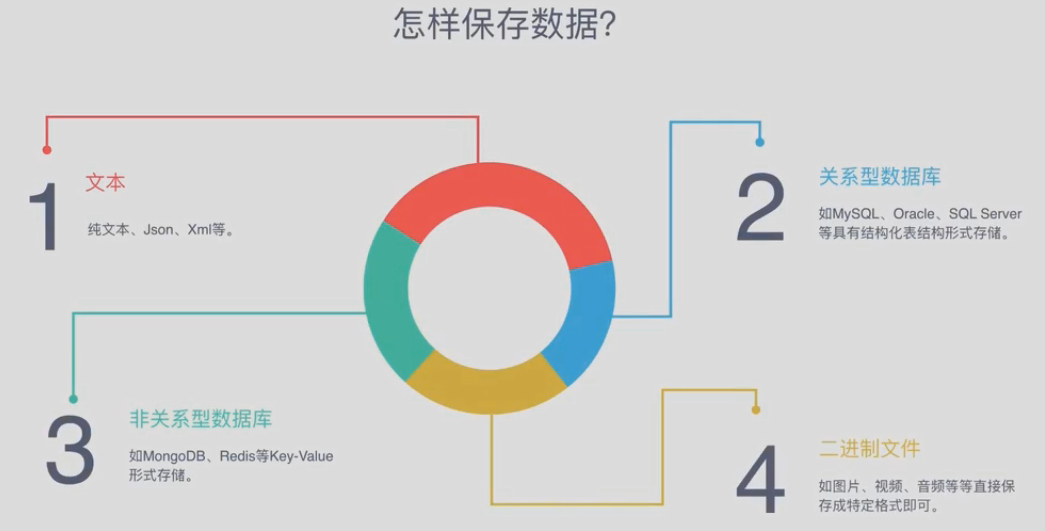 怎样保存数据?
1
文本
纯文本、Json、Xml等。
2
关系型数据库
如MySQL、Oracle、SQL Server
等具有结构化表结构形式存储。
3
非关系型数据库
如MongoDB、Redis等Key-Value
形式存储。
4
二进制文件
如图片、视频、音频等等直接保
存成特定格式即可。